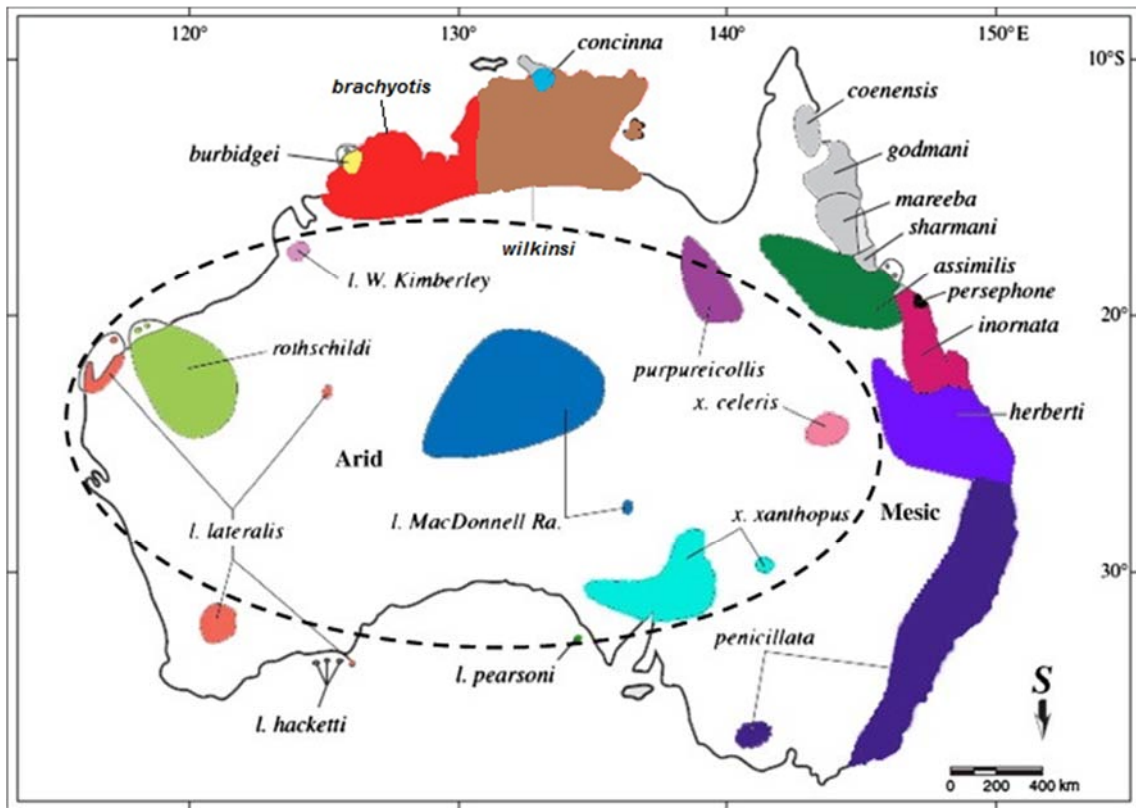 120°
130°
140°
150°E
10°S
concinna
brachyotis
coenensis
burbidgei
godmani
mareeba
sharmani
wilkinsi
assimilis
l. W. Kimberley
persephone
20°
inornata
rothschildi
purpureicollis
x. celeris
herberti
Arid
l. lateralis
l. MacDonnell Ra.
x. xanthopus
Mesic
30°
penicillata
l. pearsoni
S
l. hacketti
0 200 400 km